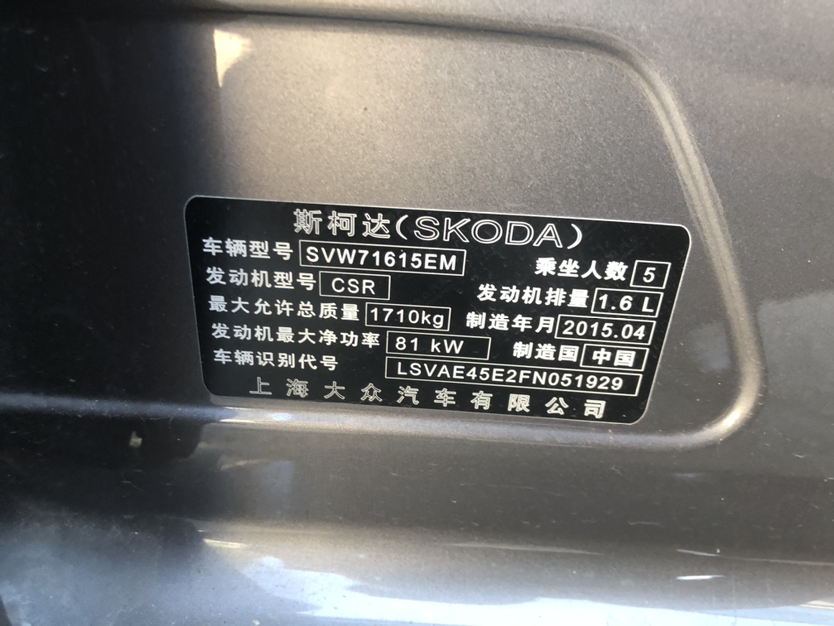 斯柯达(SKODA)
车辆型号 SVW71615EM 乘坐人数 5
发动机型号 CSR 发动机排量 1.6 L
最大允许总质量 1710kg 制造年月 2015.04
发动机最大净功率 81 kW 制造国 中国
车辆识别代号 LSVAE45E2FN051929
上海大众汽车有限公司